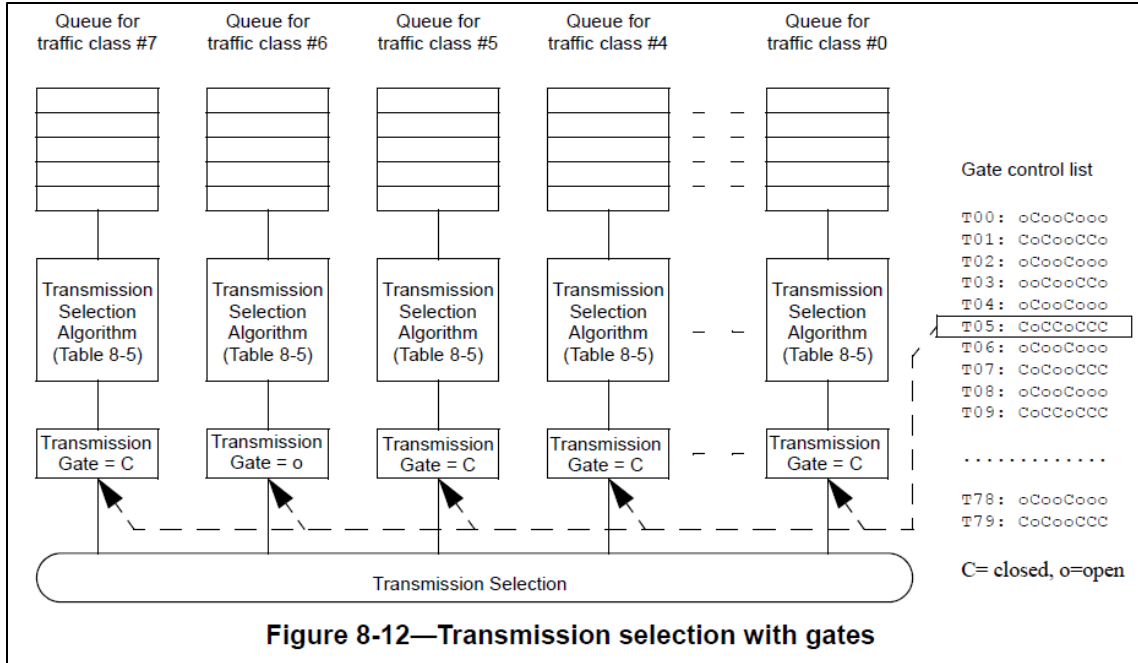 Queue for
traffic class #7
Queue for
traffic class #6
Queue for
traffic class #5
Queue for
traffic class #4
Queue for
traffic class #0
Transmission
Selection
Algorithm
(Table 8-5)
Transmission
Selection
Algorithm
(Table 8-5)
Transmission
Selection
Algorithm
(Table 8-5)
Transmission
Selection
Algorithm
(Table 8-5)
Transmission
Selection
Algorithm
(Table 8-5)
Transmission
Gate = C
Transmission
Gate = o
Transmission
Gate = C
Transmission
Gate = C
Transmission
Gate = C
Transmission Selection
Gate control list
T00: oCooCooo
T01: CoCooCCo
T02: oCooCooo
T03: ooCooCCo
T04: oCooCooo
T05: CoCCoCCC
T06: oCooCooo
T07: CoCooCCC
T08: oCooCooo
T09: CoCCoCCC
.............
T78: oCooCooo
T79: CoCooCCC
C= closed, o=open
Figure 8-12—Transmission selection with gates